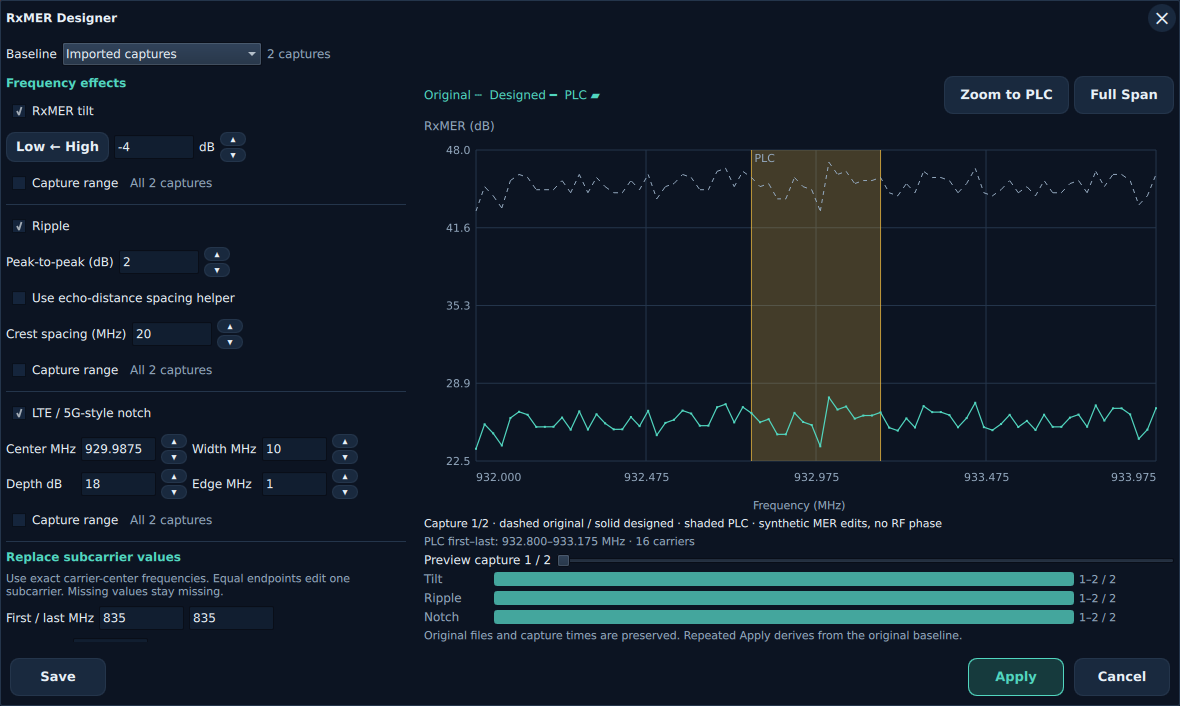 RxMER Designer
Baseline Imported captures 2 captures
Frequency effects
RxMER tilt
Low ← High -4 dB
Capture range All 2 captures
Ripple
Peak-to-peak (dB) 2
Use echo-distance spacing helper
Crest spacing (MHz) 20
Capture range All 2 captures
LTE / 5G-style notch
Center MHz 929.9875 Width MHz 10
Depth dB 18 Edge MHz 1
Capture range All 2 captures
Replace subcarrier values
Use exact carrier-center frequencies. Equal endpoints edit one
subcarrier. Missing values stay missing.
First / last MHz 835 835
Original Designed PLC
Zoom to PLC Full Span
RxMER (dB)
48.0
PLC
41.6
35.3
28.9
22.5
932.000 932.475 932.975 933.475 933.975
Frequency (MHz)
Capture 1/2 · dashed original / solid designed · shaded PLC · synthetic MER edits, no RF phase
PLC first–last: 932.800–933.175 MHz · 16 carriers
Preview capture 1 / 2
Tilt 1–2 / 2
Ripple 1–2 / 2
Notch 1–2 / 2
Original files and capture times are preserved. Repeated Apply derives from the original baseline.
Save Apply Cancel